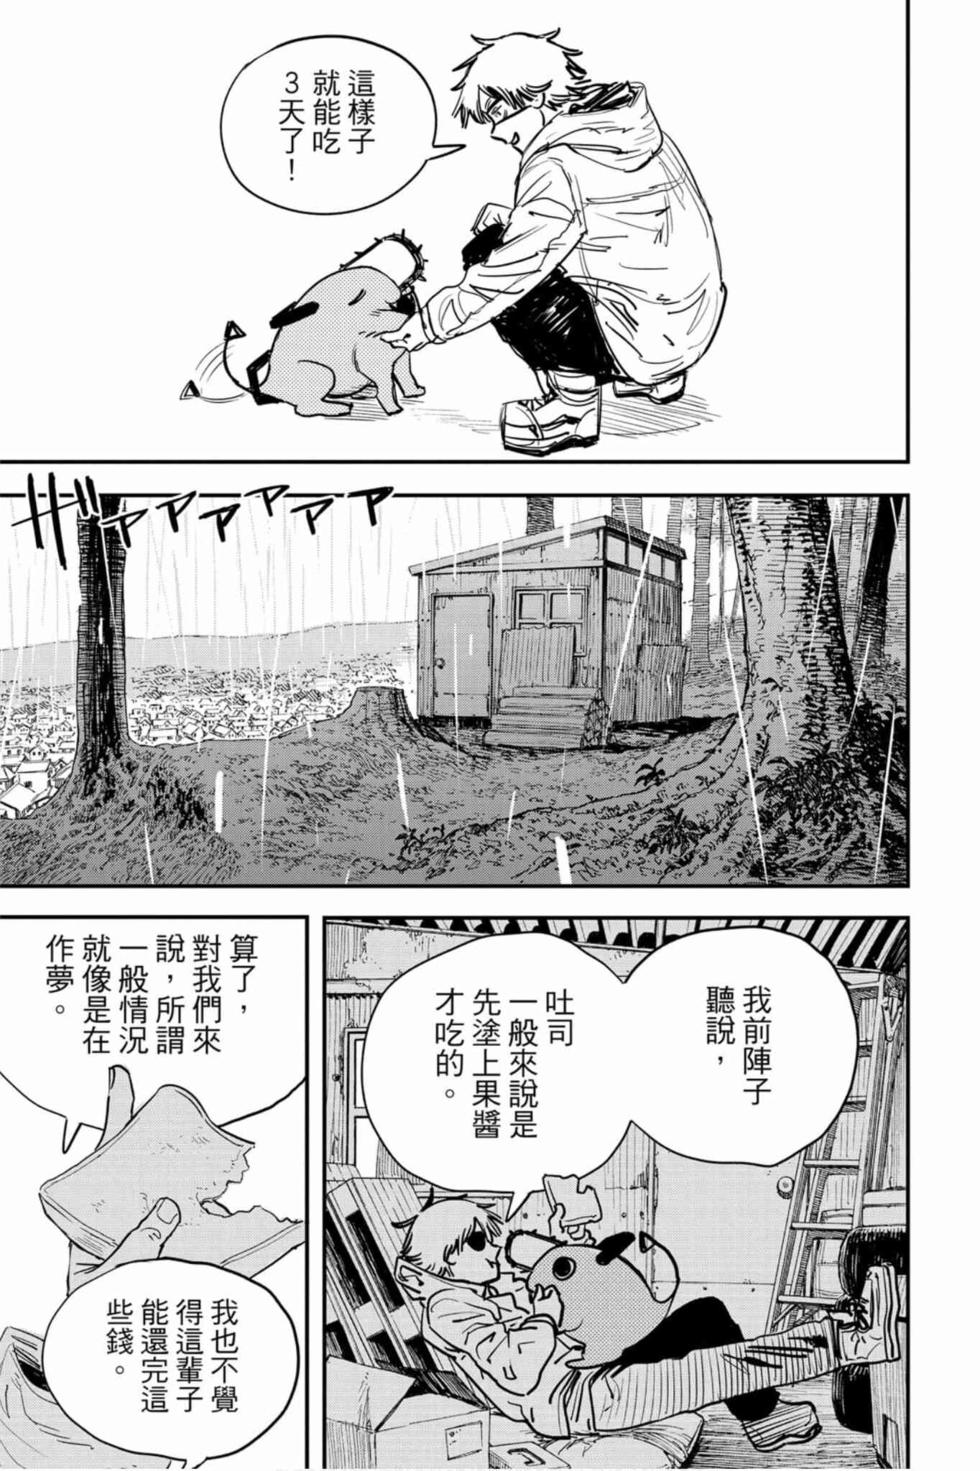 這樣子
就能吃
3天了！
ザァァァァァ
我前陣子
聽說，
吐司
一般來說是
先塗上果醬
才吃的。
算了，
對我們來
說，所謂
一般情況
就像是在
作夢。
我也不覺
得這輩子
能還完這
些錢。